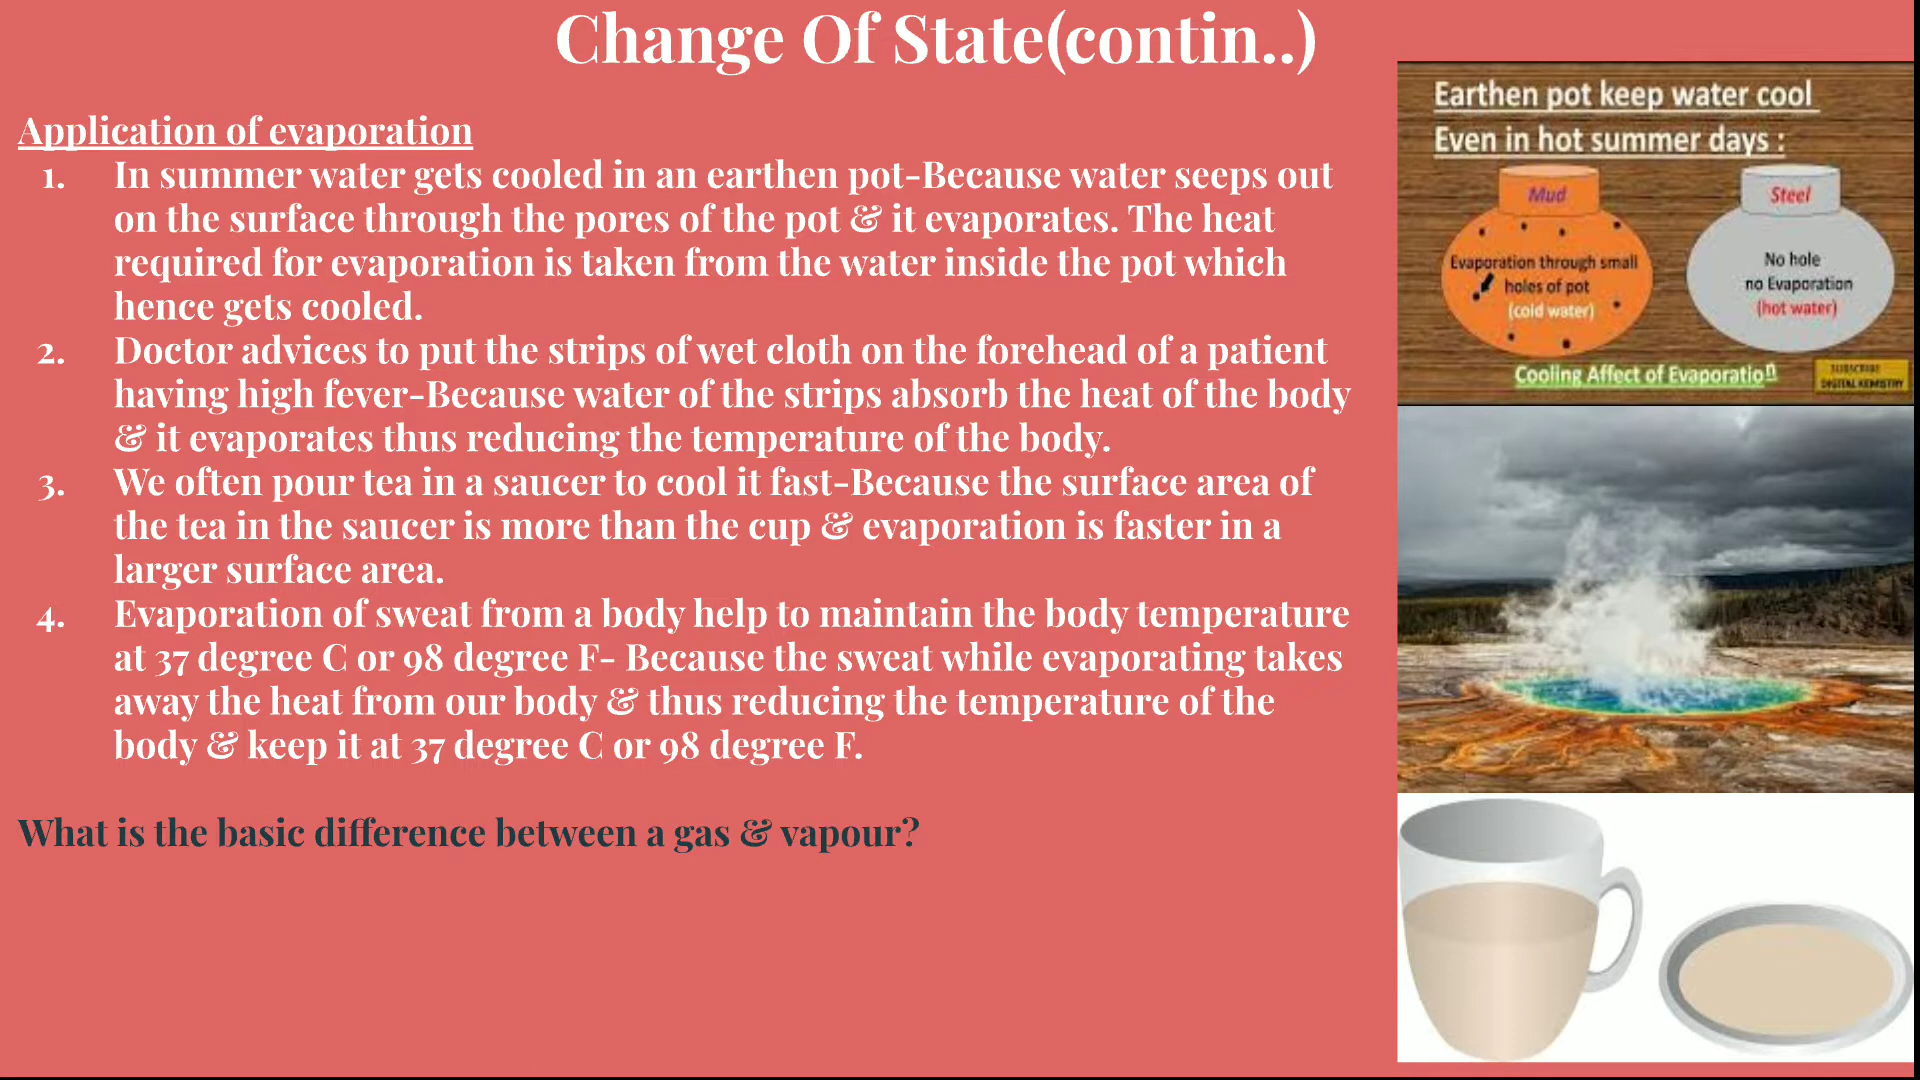 Change Of State(contin..)
Application of evaporation
1. In summer water gets cooled in an earthen pot-Because water seeps out
on the surface through the pores of the pot & it evaporates. The heat
required for evaporation is taken from the water inside the pot which
hence gets cooled.
2. Doctor advices to put the strips of wet cloth on the forehead of a patient
having high fever-Because water of the strips absorb the heat of the body
& it evaporates thus reducing the temperature of the body.
3. We often pour tea in a saucer to cool it fast-Because the surface area of
the tea in the saucer is more than the cup & evaporation is faster in a
larger surface area.
4. Evaporation of sweat from a body help to maintain the body temperature
at 37 degree C or 98 degree F- Because the sweat while evaporating takes
away the heat from our body & thus reducing the temperature of the
body & keep it at 37 degree C or 98 degree F.
What is the basic difference between a gas & vapour?
Earthen pot keep water cool
Even in hot summer days :
Mud
Evaporation through small
holes of pot
(cold water)
Steel
No hole
no Evaporation
(hot water)
Cooling Affect of Evaporation
SUBSCRIBE
DIGITAL KEMISTRY